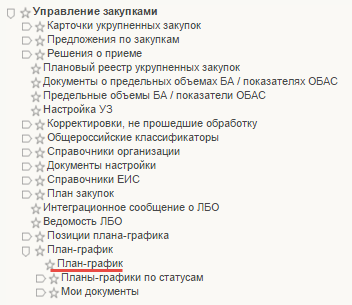 Управление закупками
Карточки укрупненных закупок
Предложения по закупкам
Решения о приеме
Плановый реестр укрупненных закупок
Документы о предельных объемах БА / показателях ОБАС
Предельные объемы БА / показатели ОБАС
Настройка УЗ
Корректировки, не прошедшие обработку
Общероссийские классификаторы
Справочники организации
Документы настройки
Справочники ЕИС
План закупок
Интеграционное сообщение о ЛБО
Ведомость ЛБО
Позиции плана-графика
План-график
План-график
Планы-графики по статусам
Мои документы